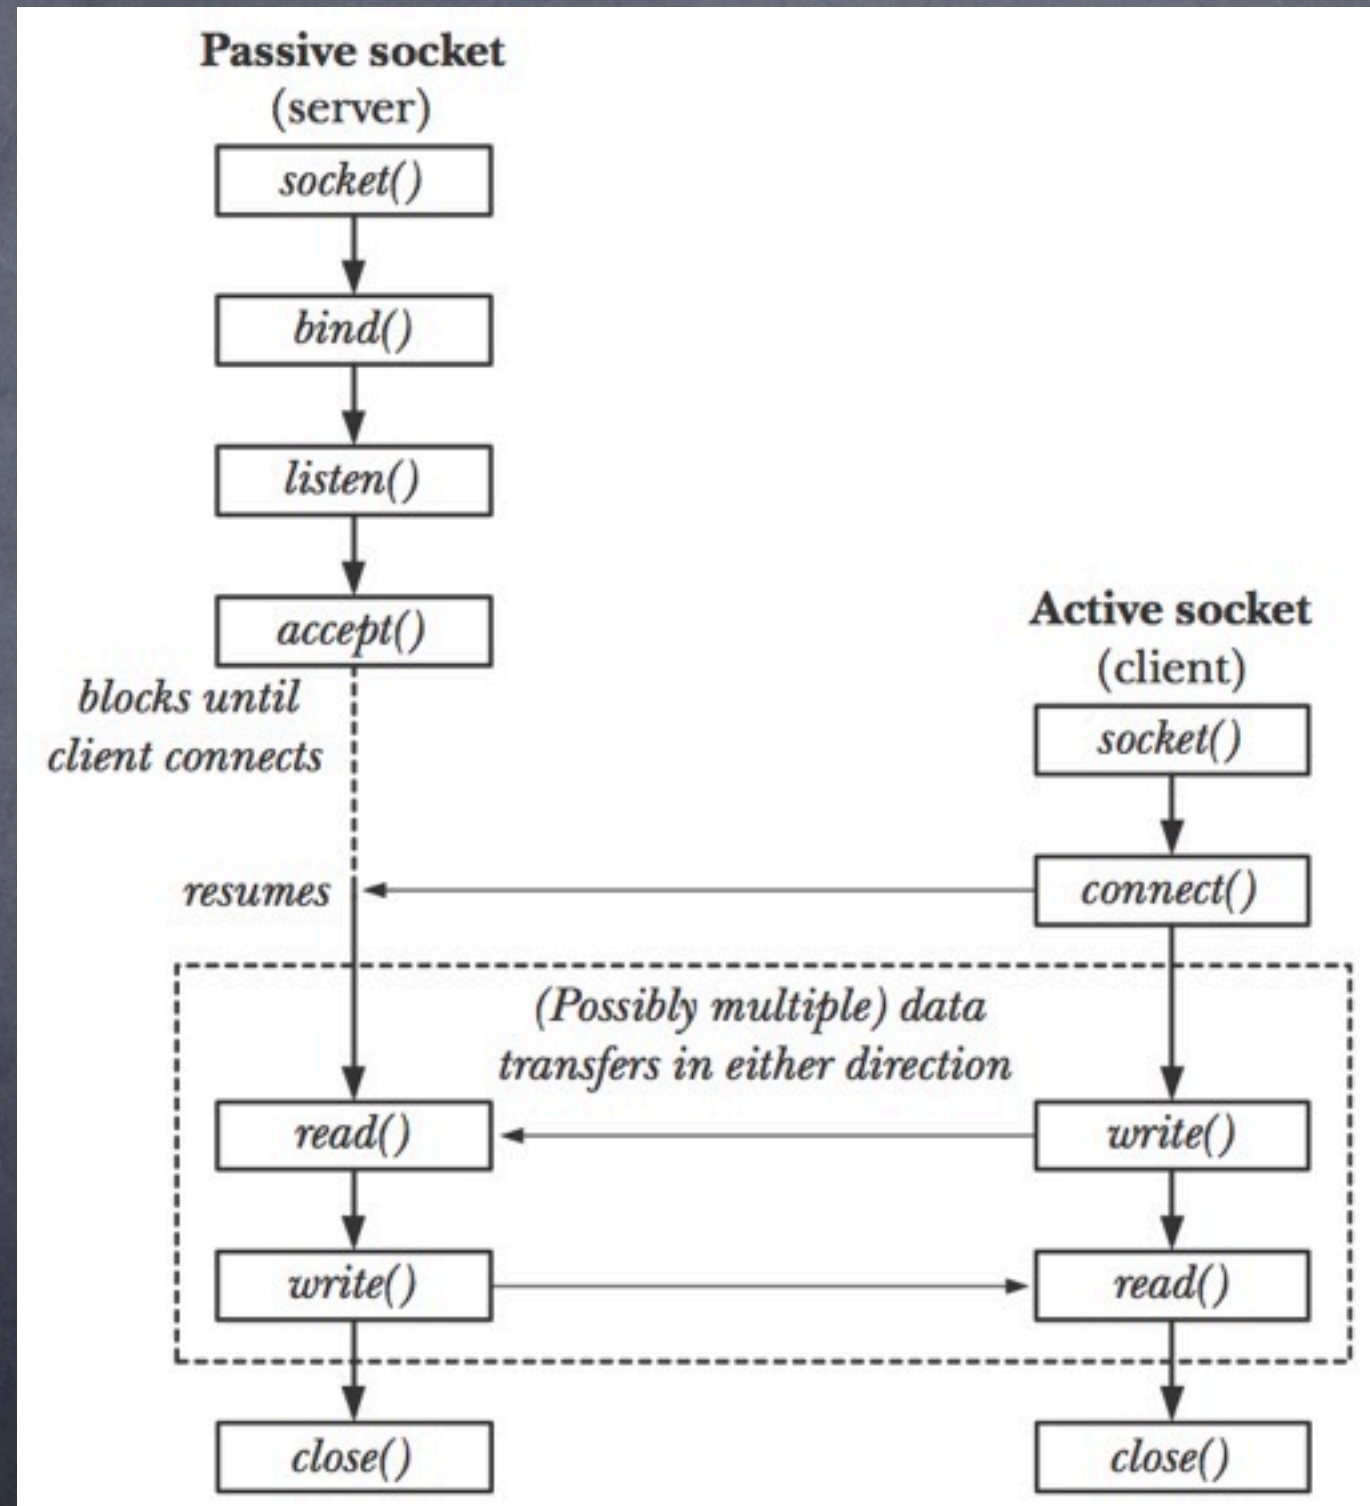 Passive socket
(server)
socket()
bind()
listen()
accept()
blocks until
client connects
resumes
Active socket
(client)
socket()
connect()
(Possibly multiple) data
transfers in either direction
read()
write()
write()
read()
close()
close()